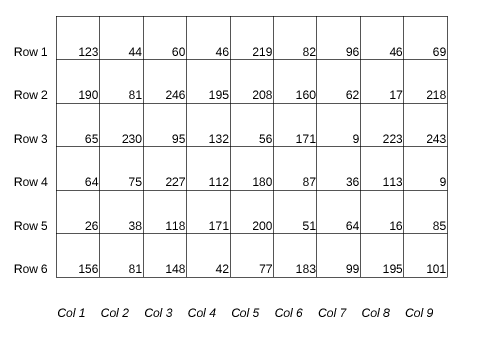 Row 1 123 44 60 46 219 82 96 46 69
Row 2 190 81 246 195 208 160 62 17 218
Row 3 65 230 95 132 56 171 9 223 243
Row 4 64 75 227 112 180 87 36 113 9
Row 5 26 38 118 171 200 51 64 16 85
Row 6 156 81 148 42 77 183 99 195 101
Col 1 Col 2 Col 3 Col 4 Col 5 Col 6 Col 7 Col 8 Col 9